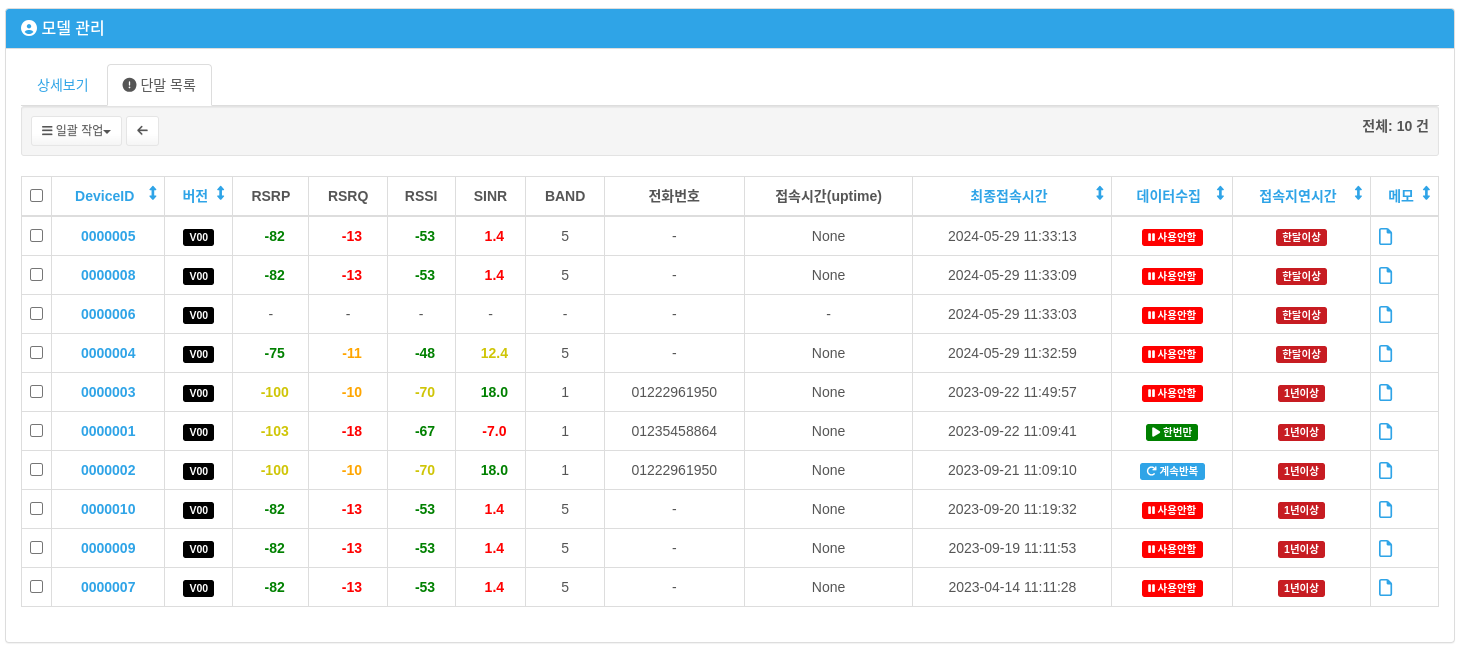 모델 관리
상세보기 단말 목록
일괄 작업 전체: 10 건
DeviceID 버전 RSRP RSRQ RSSI SINR BAND 전화번호 접속시간(uptime) 최종접속시간 데이터수집 접속지연시간 메모
0000005 V00 -82 -13 -53 1.4 5 - None 2024-05-29 11:33:13 사용안함 한달이상
0000008 V00 -82 -13 -53 1.4 5 - None 2024-05-29 11:33:09 사용안함 한달이상
0000006 V00 - - - - - - - 2024-05-29 11:33:03 사용안함 한달이상
0000004 V00 -75 -11 -48 12.4 5 - None 2024-05-29 11:32:59 사용안함 한달이상
0000003 V00 -100 -10 -70 18.0 1 01222961950 None 2023-09-22 11:49:57 사용안함 1년이상
0000001 V00 -103 -18 -67 -7.0 1 01235458864 None 2023-09-22 11:09:41 한번만 1년이상
0000002 V00 -100 -10 -70 18.0 1 01222961950 None 2023-09-21 11:09:10 계속반복 1년이상
0000010 V00 -82 -13 -53 1.4 5 - None 2023-09-20 11:19:32 사용안함 1년이상
0000009 V00 -82 -13 -53 1.4 5 - None 2023-09-19 11:11:53 사용안함 1년이상
0000007 V00 -82 -13 -53 1.4 5 - None 2023-04-14 11:11:28 사용안함 1년이상